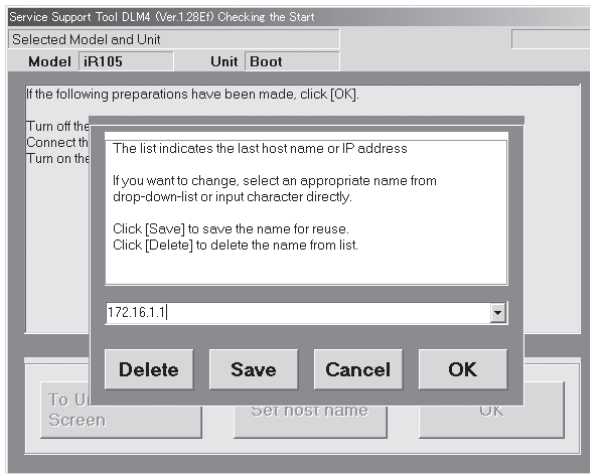 Service Support Tool DLM4 (Ver.1.28Ef) Checking the Start
Selected Model and Unit
Model iR105 Unit Boot
If the following preparations have been made, click [OK].
Turn off the
Connect th
Turn on the
The list indicates the last host name or IP address
If you want to change, select an appropriate name from
drop-down-list or input character directly.
Click [Save] to save the name for reuse.
Click [Delete] to delete the name from list.
172.16.1.1
Delete Save Cancel OK
To U
Screen
Set host name
OK